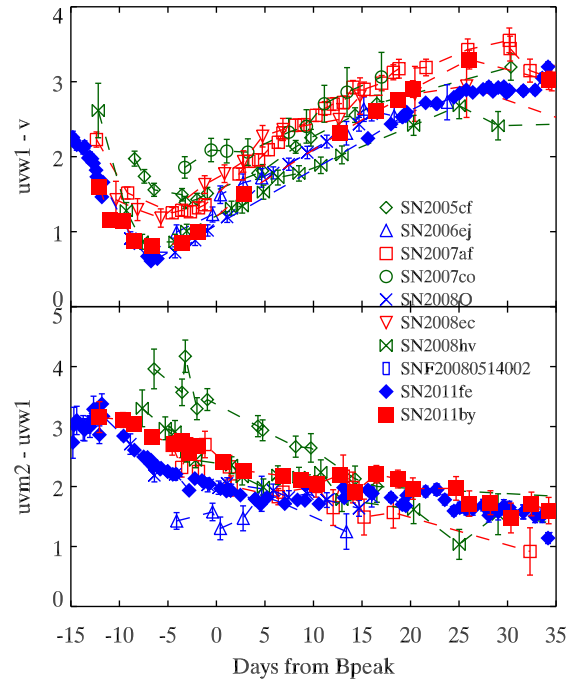 4
3
2
1
0
uvw1 - v
SN2005cf
SN2006ej
SN2007af
SN2007co
SN2008Q
SN2008ec
SN2008hv
SNF20080514002
SN2011fe
SN2011by
5
4
3
2
1
0
uvm2 - uvw1
-15 -10 -5 0 5 10 15 20 25 30 35
Days from Bpeak